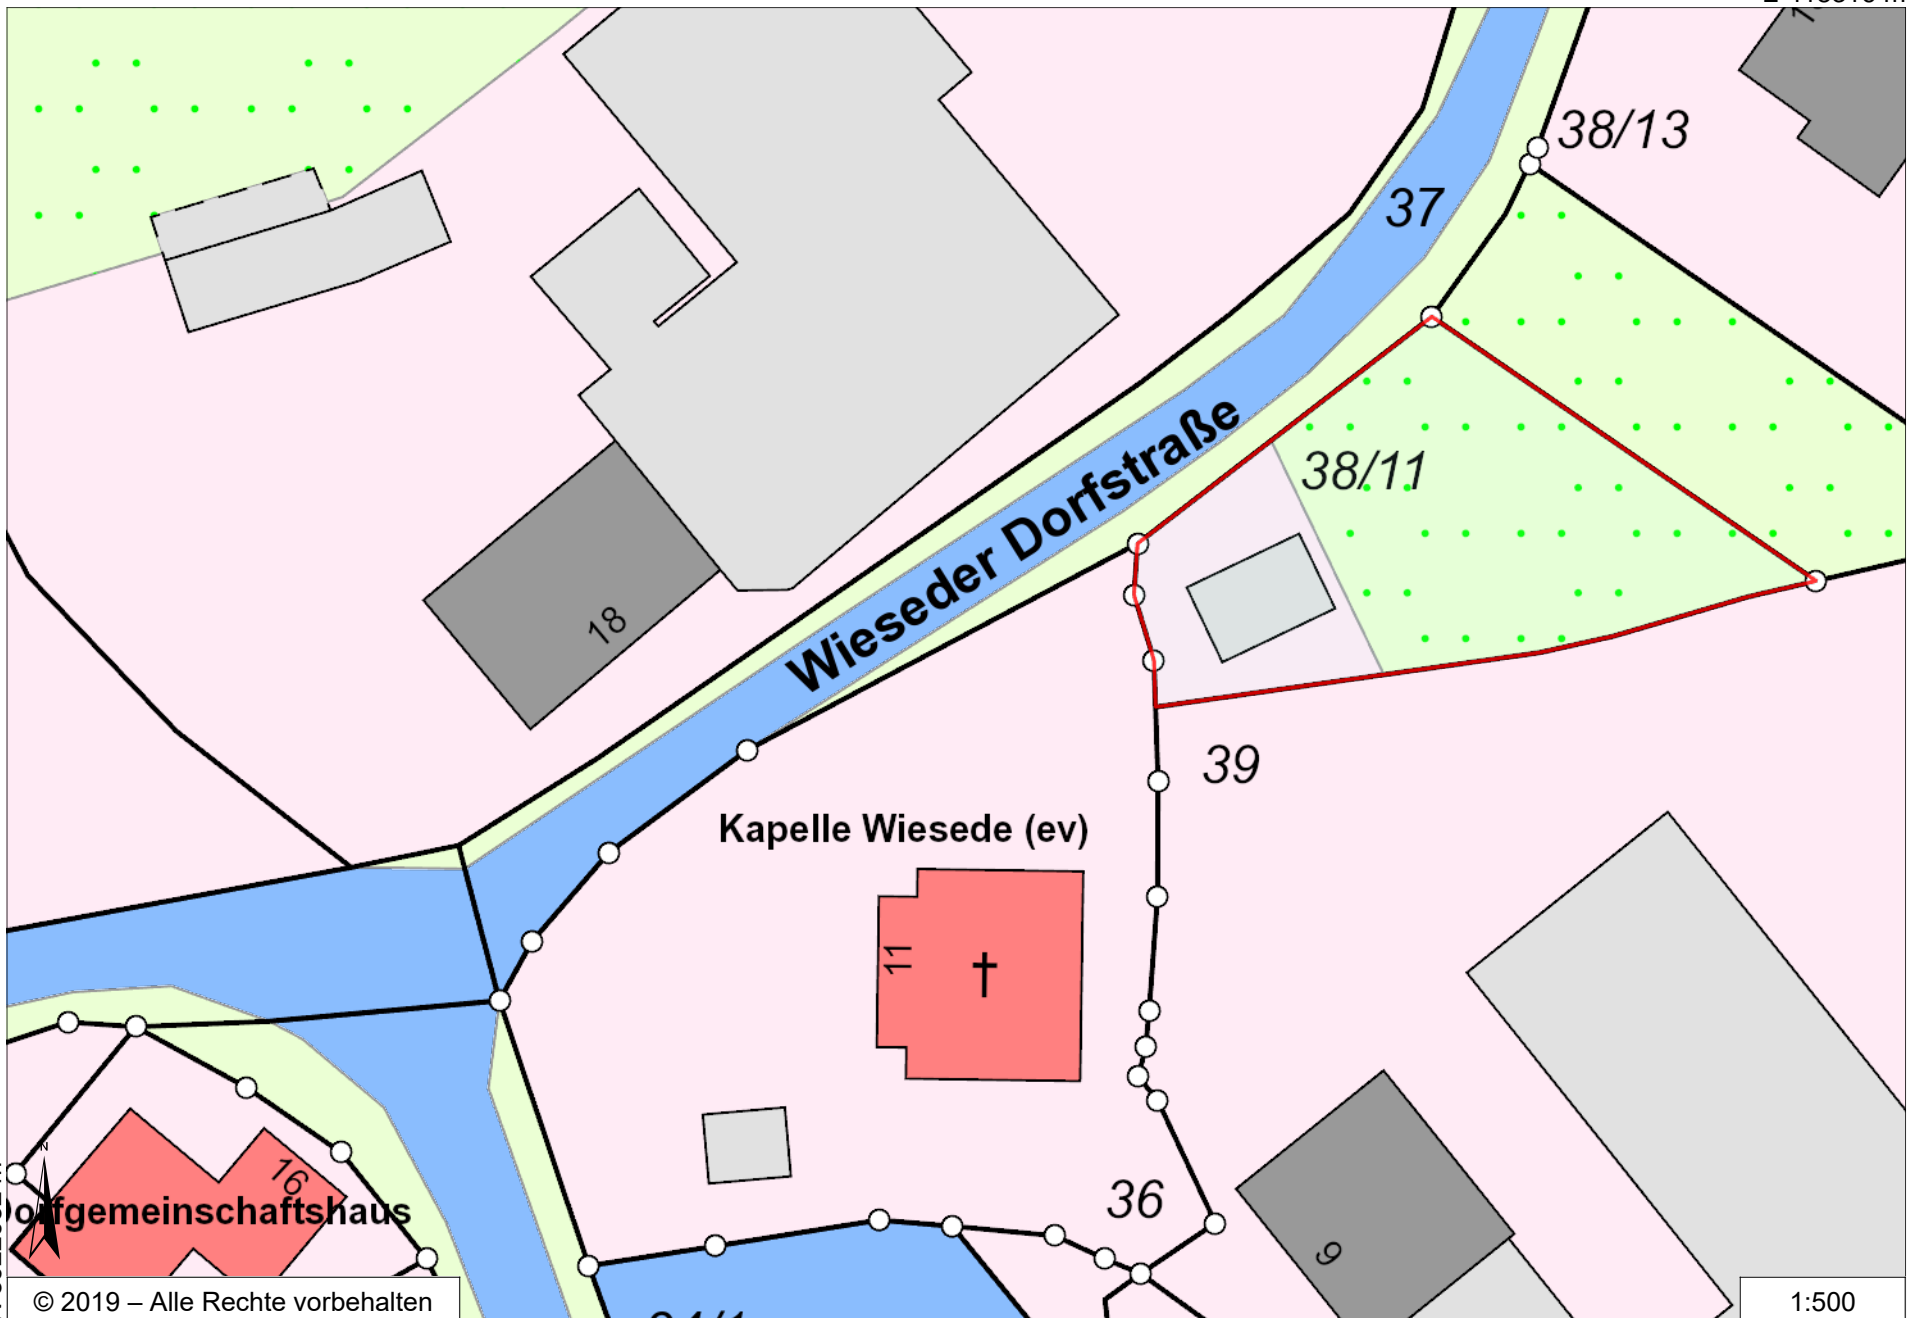 38/13
37
Wieseder Dorfstraße
38/11
18
39
Kapelle Wiesede (ev)
11
36
16
Dorfgemeinschaftshaus
9
N
© 2019 – Alle Rechte vorbehalten
1:500